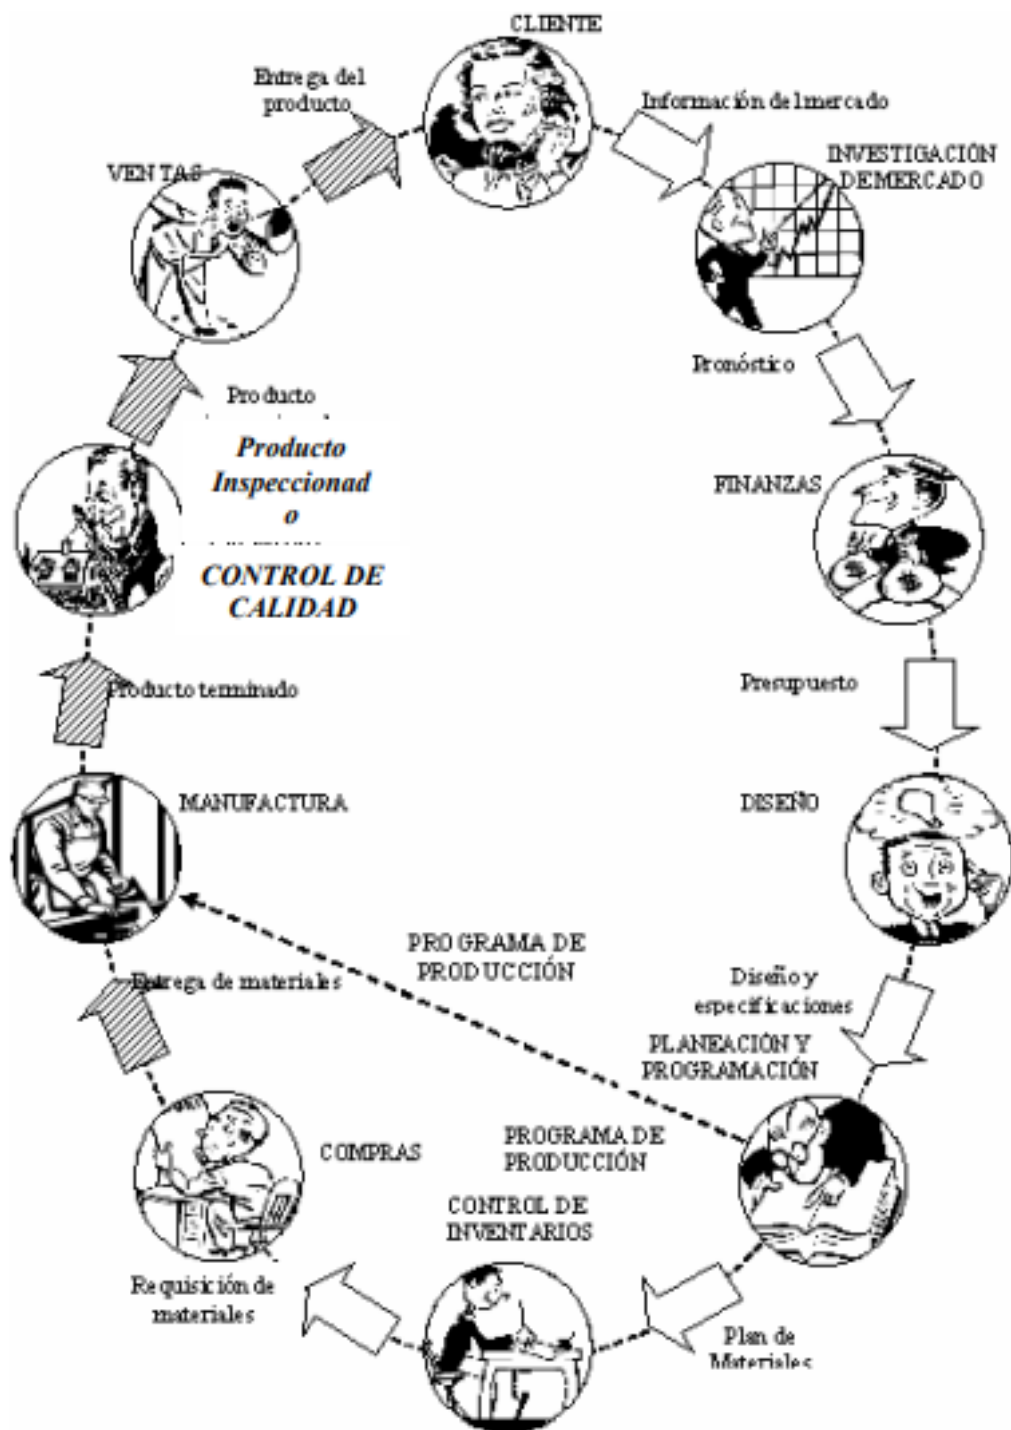 CLIENTE
Entrega del
producto
Información del mercado
VENTAS
INVESTIGACIÓN
DE MERCADO
Pronóstico
Producto
Producto
Inspeccionad
o
CONTROL DE
CALIDAD
FINANZAS
Producto terminado
Presupuesto
MANUFACTURA
DISEÑO
PROGRAMA DE
PRODUCCIÓN
Entrega de materiales
Diseño y
especificaciones
PLANEACIÓN Y
PROGRAMACIÓN
COMPRAS
PROGRAMA DE
PRODUCCIÓN
CONTROL DE
INVENTARIOS
Requisición de
materiales
Plan de
Materiales